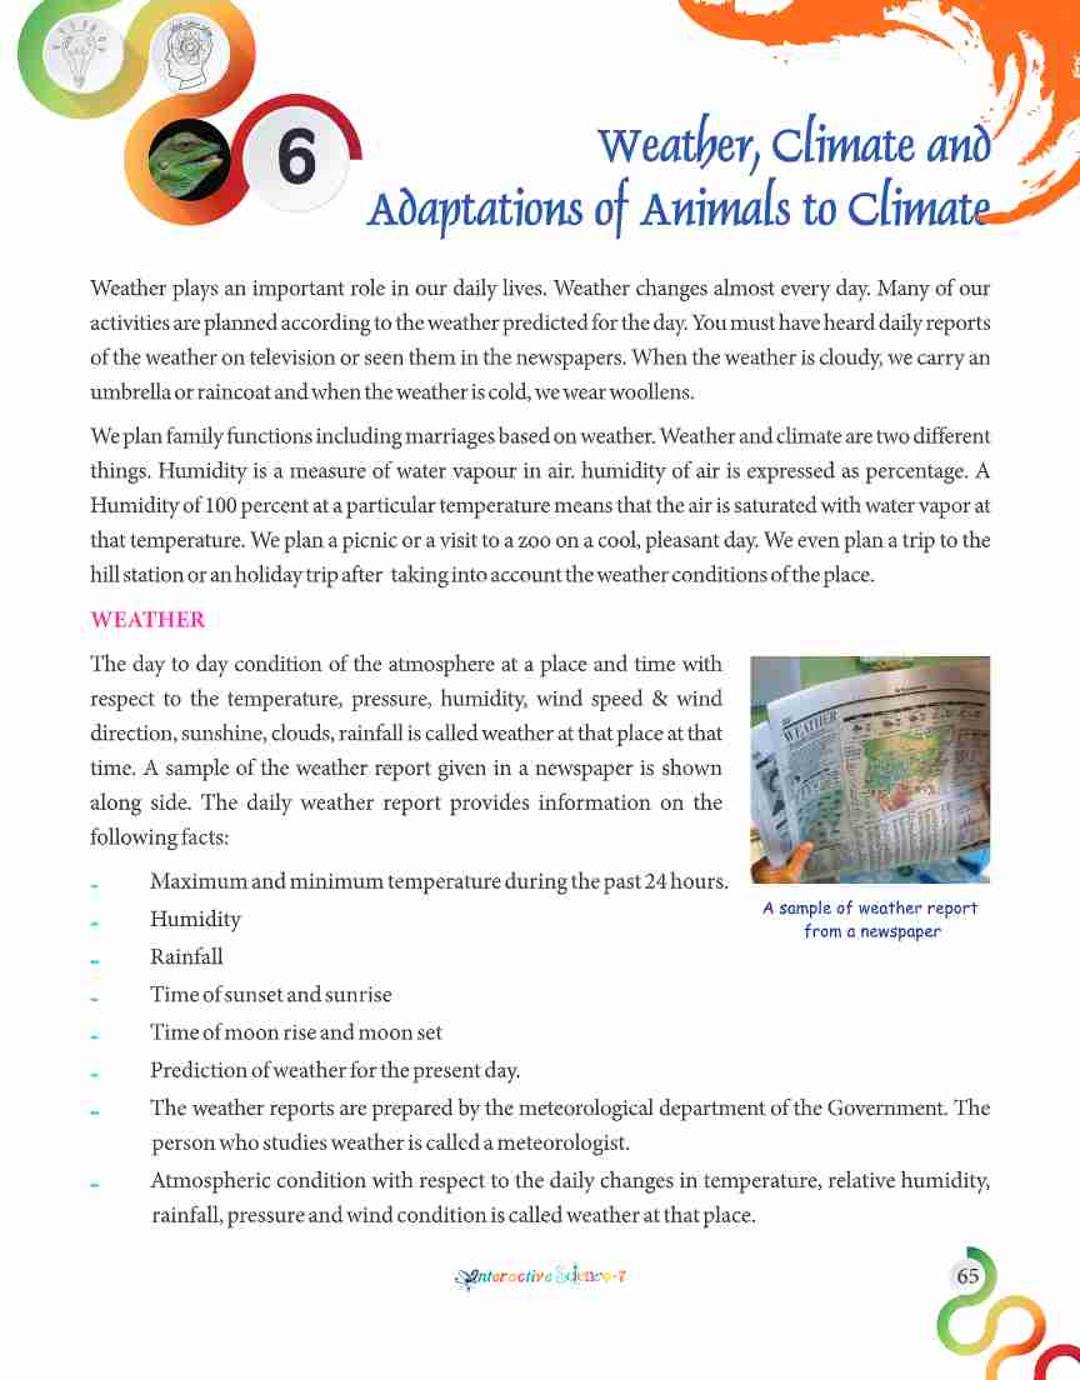 6
Weather, Climate and
Adaptations of Animals to Climate
Weather plays an important role in our daily lives. Weather changes almost every day. Many of our
activities are planned according to the weather predicted for the day. You must have heard daily reports
of the weather on television or seen them in the newspapers. When the weather is cloudy, we carry an
umbrella or raincoat and when the weather is cold, we wear woollens.
We plan family functions including marriages based on weather. Weather and climate are two different
things. Humidity is a measure of water vapour in air. humidity of air is expressed as percentage. A
Humidity of 100 percent at a particular temperature means that the air is saturated with water vapor at
that temperature. We plan a picnic or a visit to a zoo on a cool, pleasant day. We even plan a trip to the
hill station or an holiday trip after taking into account the weather conditions of the place.
WEATHER
The day to day condition of the atmosphere at a place and time with
respect to the temperature, pressure, humidity, wind speed & wind
direction, sunshine, clouds, rainfall is called weather at that place at that
time. A sample of the weather report given in a newspaper is shown
along side. The daily weather report provides information on the
following facts:
WEATHER
A sample of weather report
from a newspaper
- Maximum and minimum temperature during the past 24 hours.
- Humidity
- Rainfall
- Time of sunset and sunrise
- Time of moon rise and moon set
- Prediction of weather for the present day.
- The weather reports are prepared by the meteorological department of the Government. The
person who studies weather is called a meteorologist.
- Atmospheric condition with respect to the daily changes in temperature, relative humidity,
rainfall, pressure and wind condition is called weather at that place.
Interactive Science-7
65